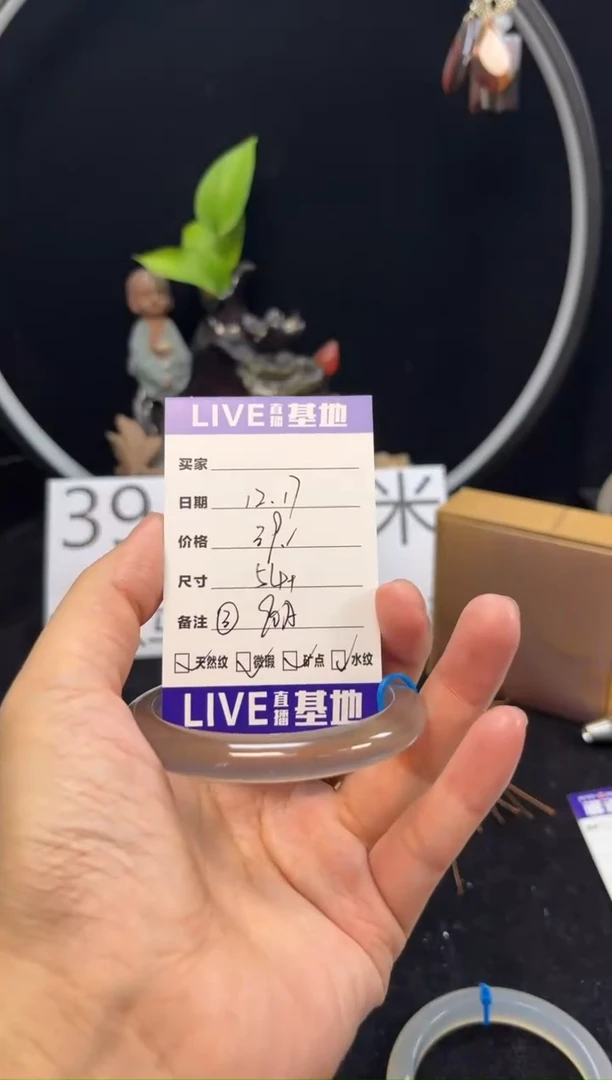 LIVE直播基地
买家
日期 12.17
价格 39.1
尺寸
备注 ③
天然纹 微瑕 矿点 水纹
LIVE直播基地
39
米